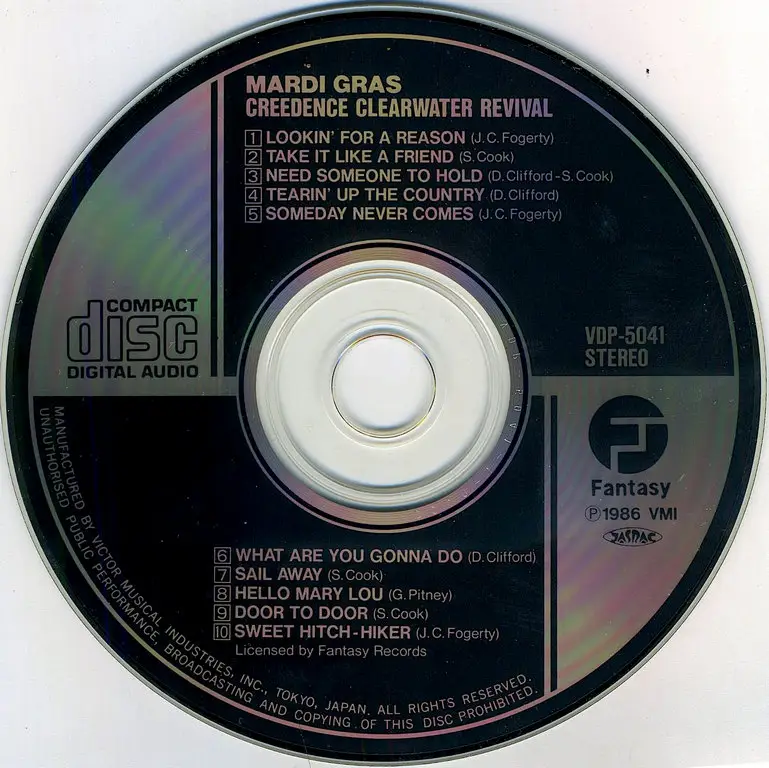 MARDI GRAS
CREEDENCE CLEARWATER REVIVAL
1 LOOKIN' FOR A REASON (J.C. Fogerty)
2 TAKE IT LIKE A FRIEND (S. Cook)
3 NEED SOMEONE TO HOLD (D. Clifford-S. Cook)
4 TEARIN' UP THE COUNTRY (D. Clifford)
5 SOMEDAY NEVER COMES (J.C. Fogerty)
COMPACT
disc
DIGITAL AUDIO
VDP-5041
STEREO
Fantasy
Ⓟ1986 VMI
JASRAC
6 WHAT ARE YOU GONNA DO (D. Clifford)
7 SAIL AWAY (S. Cook)
8 HELLO MARY LOU (G. Pitney)
9 DOOR TO DOOR (S. Cook)
10 SWEET HITCH-HIKER (J.C. Fogerty)
Licensed by Fantasy Records
MANUFACTURED BY VICTOR MUSICAL INDUSTRIES, INC., TOKYO, JAPAN. ALL RIGHTS RESERVED.
UNAUTHORISED PUBLIC PERFORMANCE, BROADCASTING AND COPYING OF THIS DISC PROHIBITED.